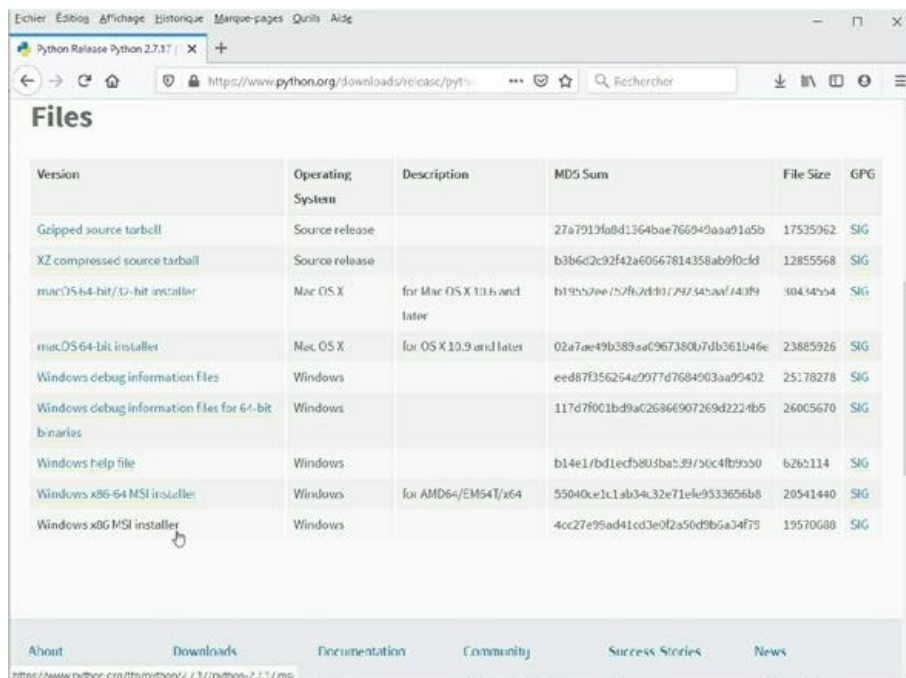 Fichier Édition Affichage Historique Marque-pages Outils Aide
Python Release Python 2.7.17
https://www.python.org/downloads/release/pyth
Rechercher
Files
Version Operating System Description MD5 Sum File Size GPG
Gzipped source tarball Source release 27a7919fa8d1364bae766949aaa91a5b 17535962 SIG
XZ compressed source tarball Source release b3b6d2c92f42a60667814358ab9f0cfd 12855568 SIG
macOS 64-bit/32-bit installer Mac OS X for Mac OS X 10.6 and later 30434554 SIG
macOS 64-bit installer Mac OS X for OS X 10.9 and later 02a7ae49b389aa0967380b7db361b46e 23885926 SIG
Windows debug information files Windows eed87f356264a9977d7684903aa99402 25178278 SIG
Windows debug information files for 64-bit binaries Windows 117d7f001bd9a026866907269d2224b5 26005670 SIG
Windows help file Windows 6265114 SIG
Windows x86-64 MSI installer Windows for AMD64/EM64T/x64 55040ce1c1ab34c32e71efe9533656b8 20541440 SIG
Windows x86 MSI installer Windows 4cc27e99ad41cd3e0f2a50d9b6a34f79 19570688 SIG
About Downloads Documentation Community Success Stories News